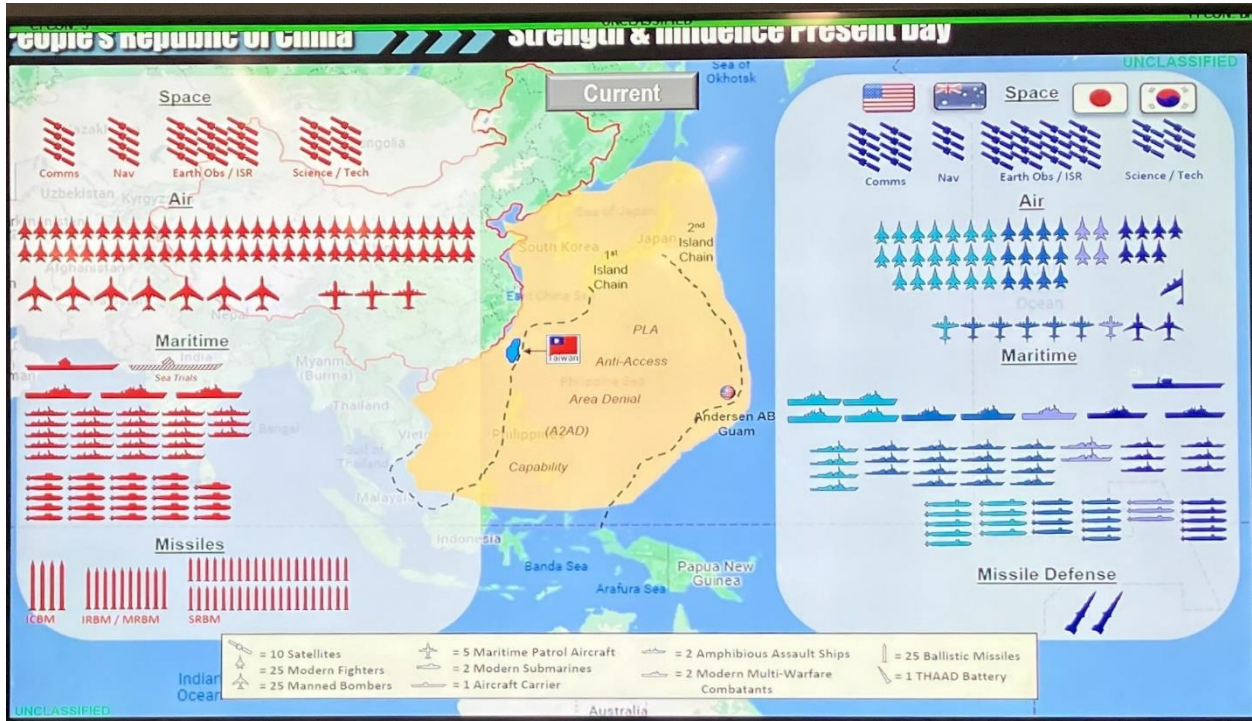 UNCLASSIFIED
People's Republic of China
Strength & Influence Present Day
UNCLASSIFIED
Current
Sea of
Okhotsk
Space
Comms
Nav
Earth Obs / ISR
Science / Tech
Air
Maritime
Sea Trials
Missiles
ICBM
IRBM / MRBM
SRBM
Uzbekistan
Afghanistan
Nepal
India
Myanmar
(Burma)
Thailand
Gulf of
Thailand
Malaysia
Indonesia
Sea of Japan
South Korea
Japan
1st
Island
Chain
2nd
Island
Chain
East China Sea
Taiwan
PLA
Anti-Access
Philippine Sea
Area Denial
(A2AD)
Philippines
Capability
Andersen AB
Guam
Banda Sea
Arafura Sea
Papua New
Guinea
Space
Comms
Nav
Earth Obs / ISR
Science / Tech
Air
Ocean
Maritime
Missile Defense
= 10 Satellites
= 25 Modern Fighters
= 25 Manned Bombers
= 5 Maritime Patrol Aircraft
= 2 Modern Submarines
= 1 Aircraft Carrier
= 2 Amphibious Assault Ships
= 2 Modern Multi-Warfare
Combatants
= 25 Ballistic Missiles
= 1 THAAD Battery
Indian
Ocean
Australia
UNCLASSIFIED